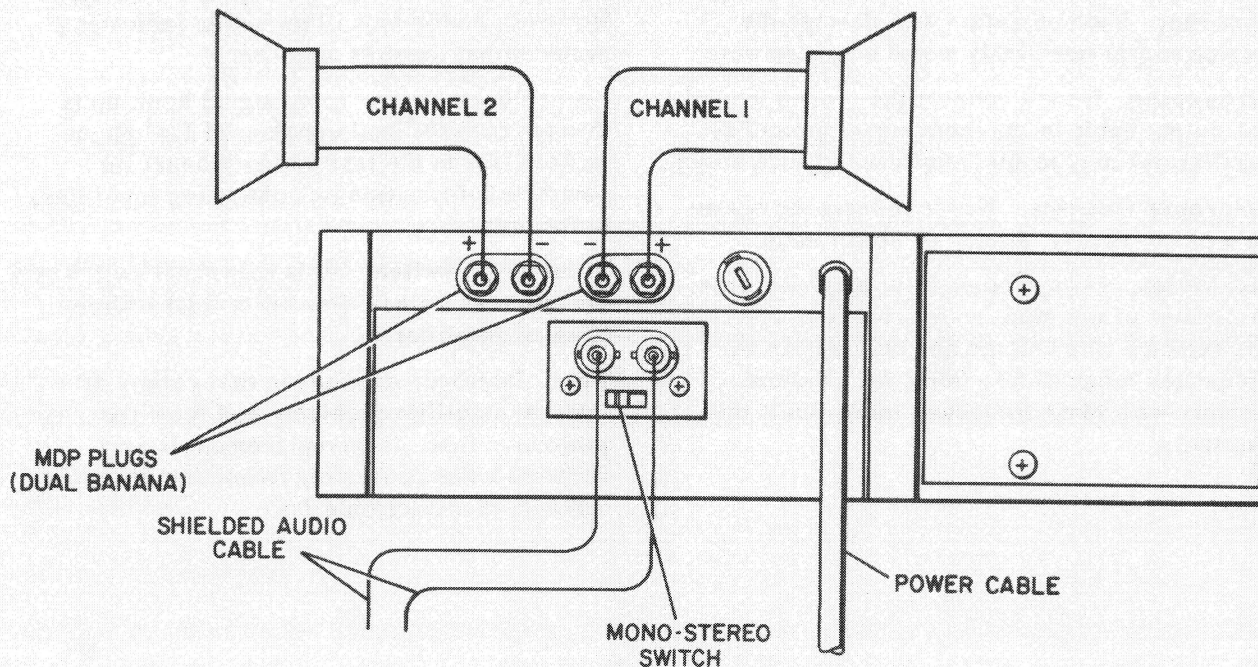 CHANNEL 2
CHANNEL 1
+ - - +
MDP PLUGS
(DUAL BANANA)
SHIELDED AUDIO
CABLE
POWER CABLE
MONO-STEREO
SWITCH